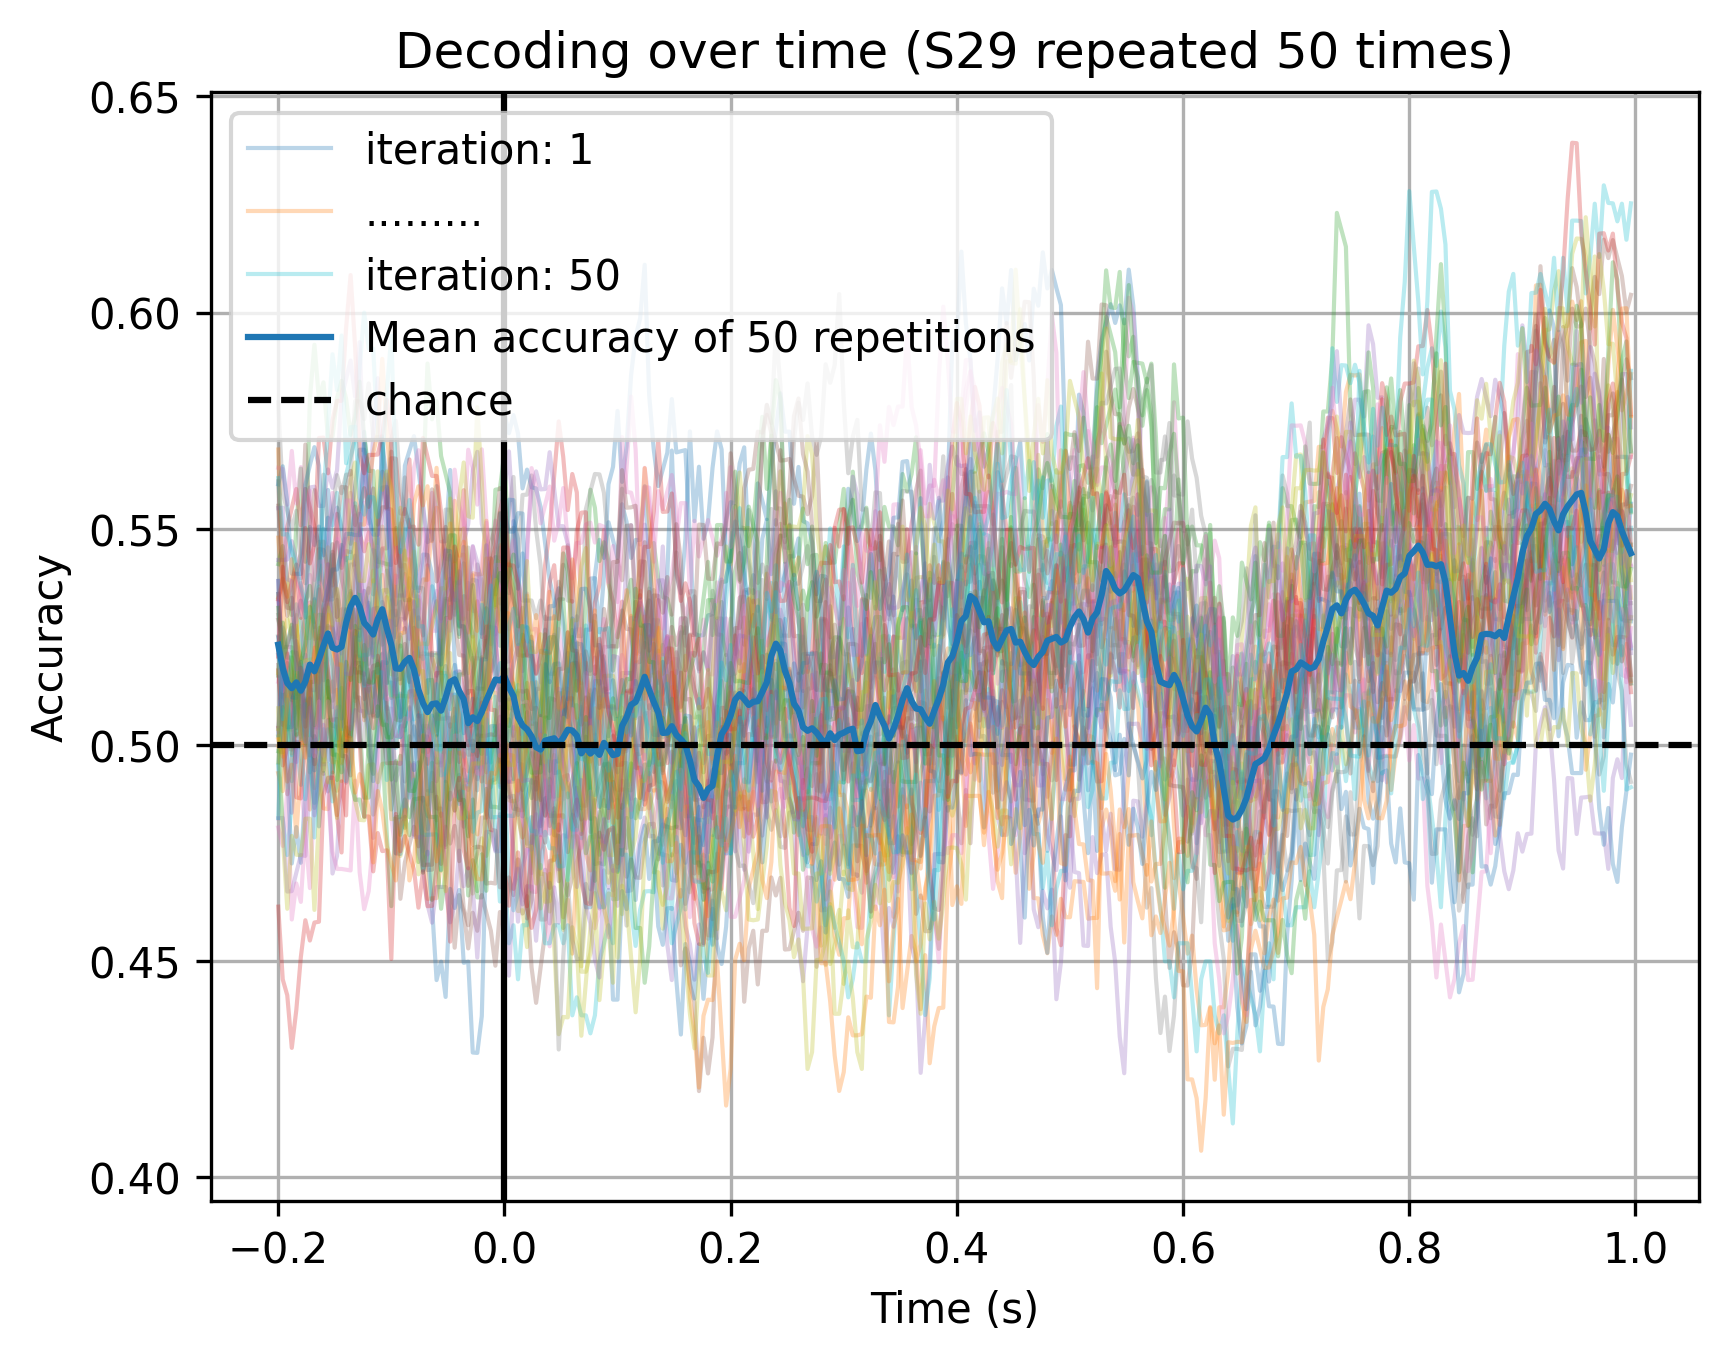 Decoding over time (S29 repeated 50 times)
0.65
0.60
0.55
0.50
0.45
0.40
Accuracy
iteration: 1
.........
iteration: 50
Mean accuracy of 50 repetitions
chance
−0.2 0.0 0.2 0.4 0.6 0.8 1.0
Time (s)